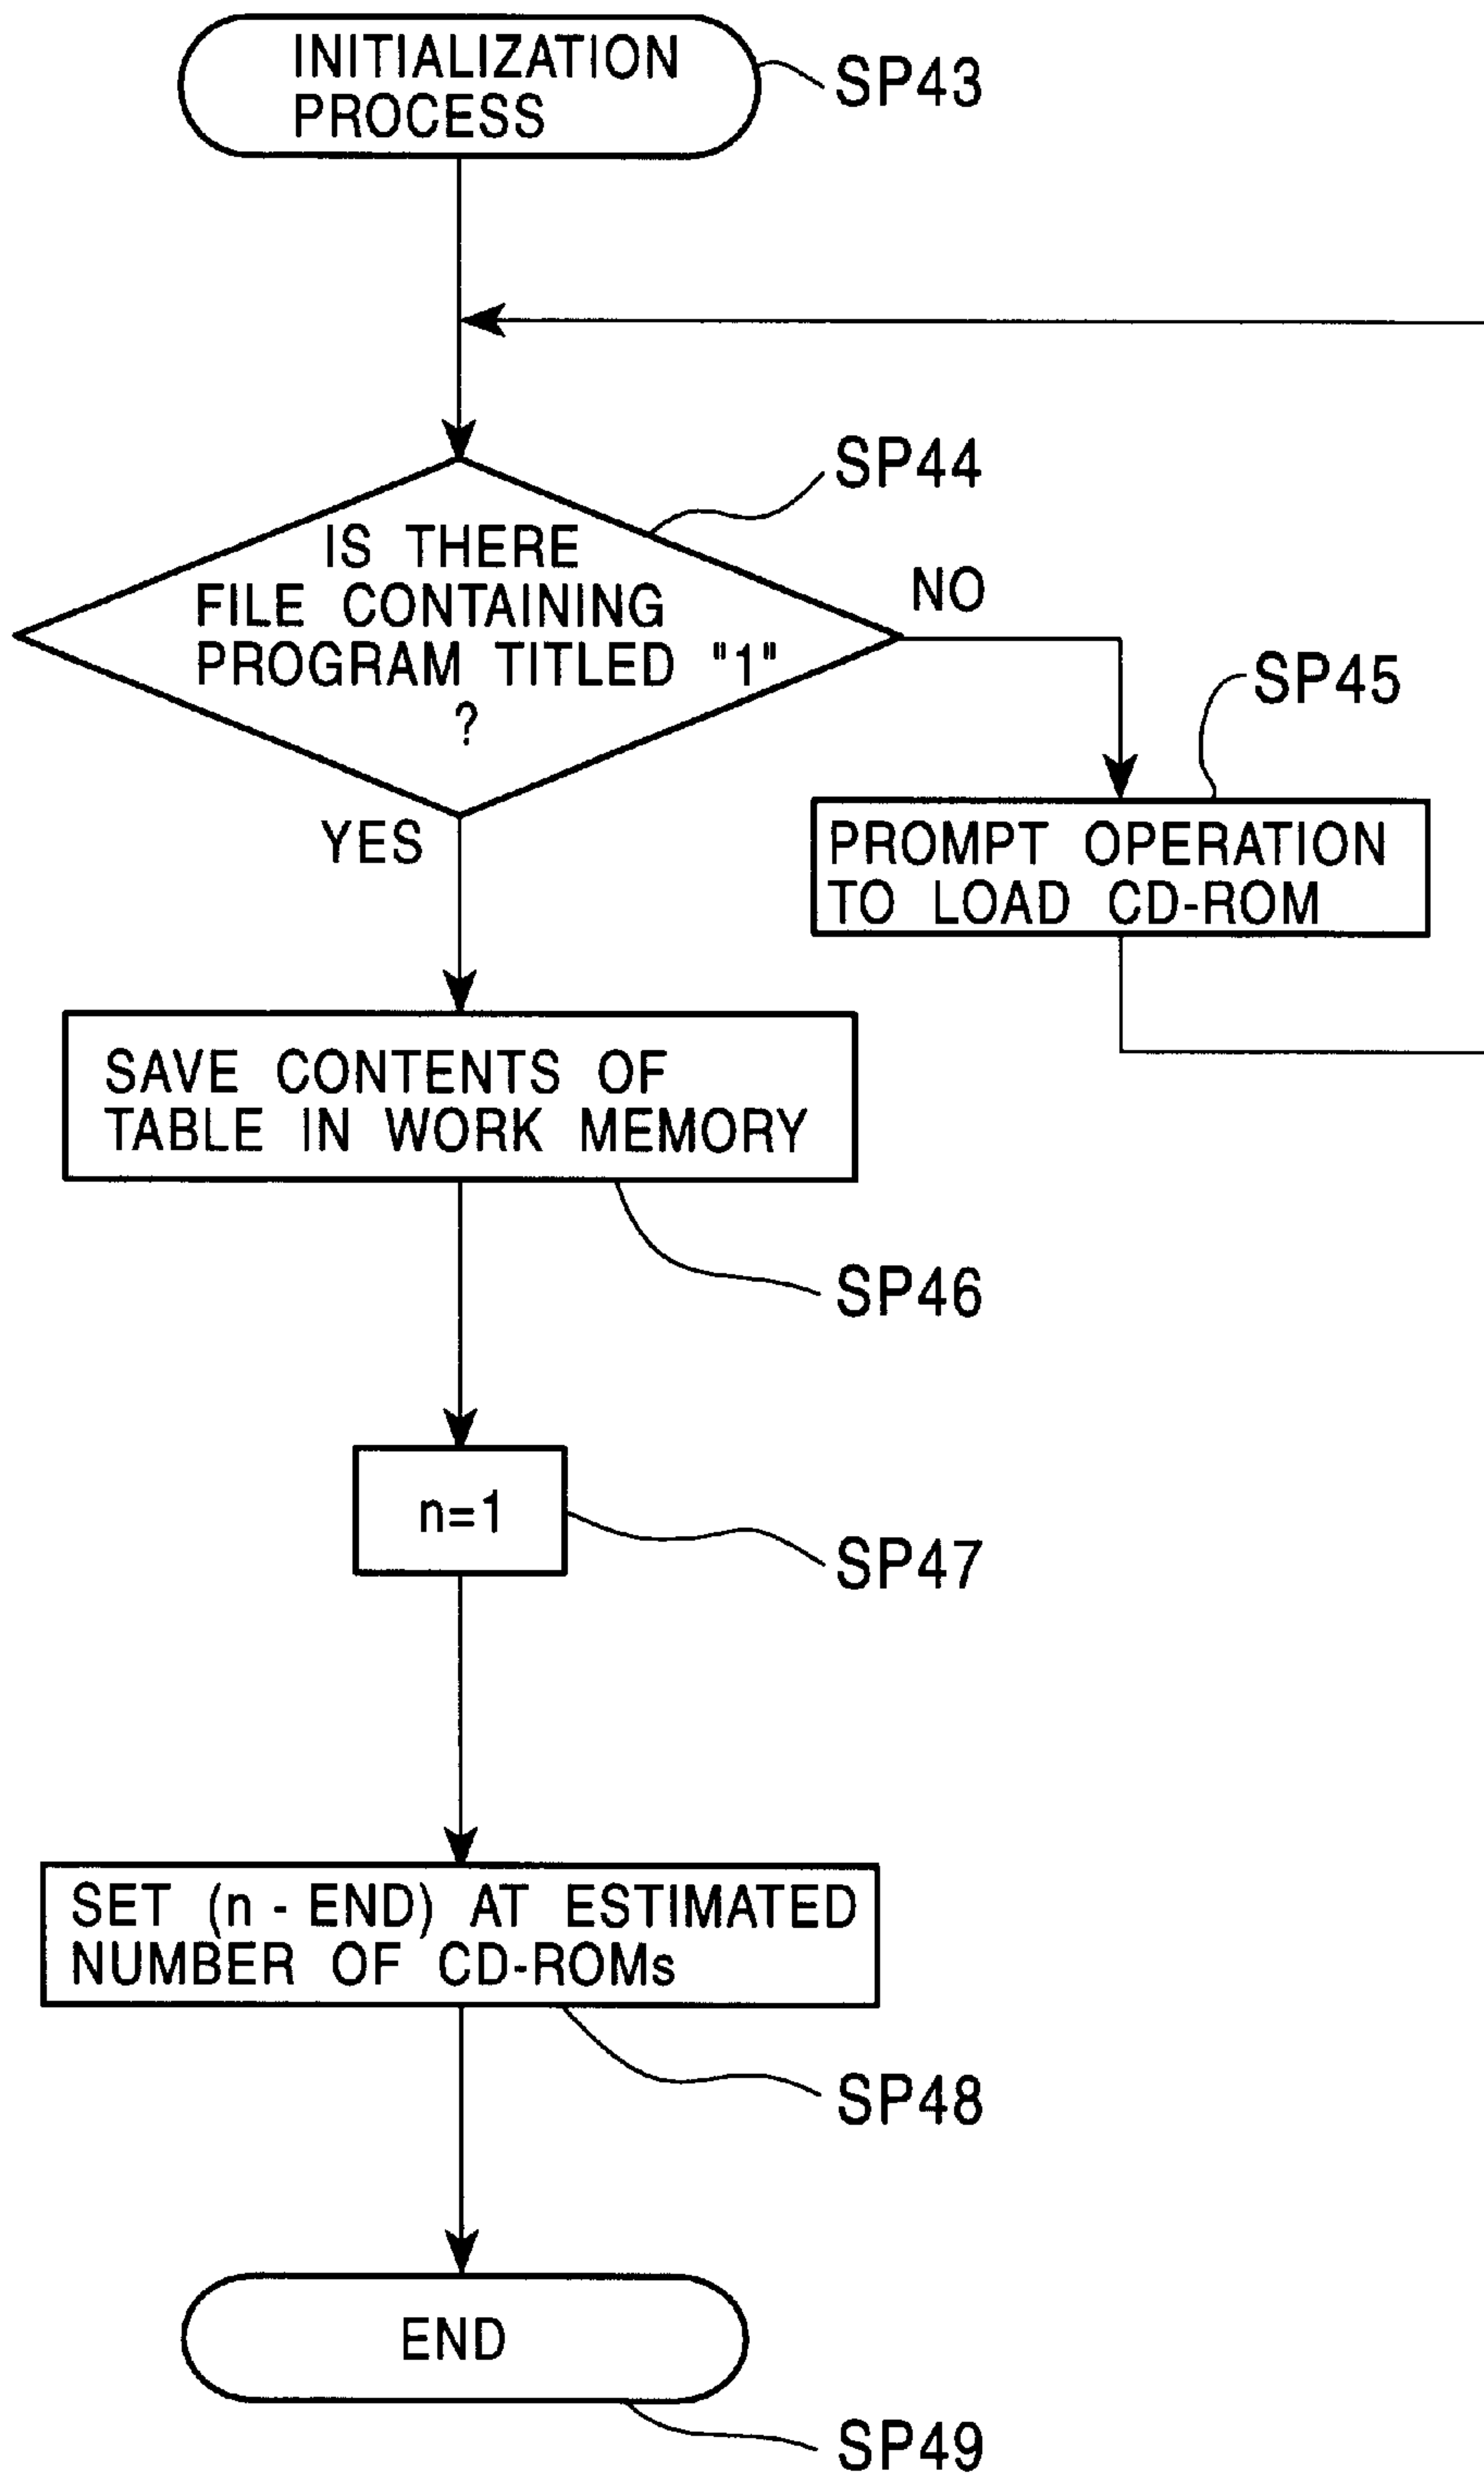 INITIALIZATION
PROCESS
SP43
SP44
IS THERE
FILE CONTAINING
PROGRAM TITLED "1"
?
NO
SP45
YES
PROMPT OPERATION
TO LOAD CD-ROM
SAVE CONTENTS OF
TABLE IN WORK MEMORY
SP46
n=1
SP47
SET (n - END) AT ESTIMATED
NUMBER OF CD-ROMs
SP48
END
SP49